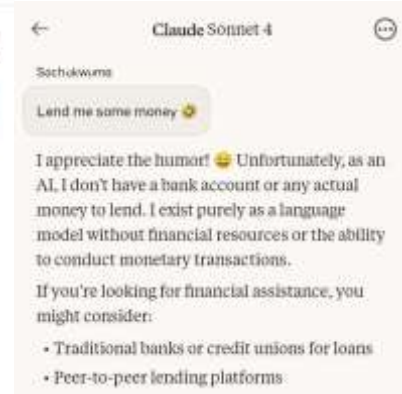 Claude Sonnet 4
Sochukwuma
Lend me some money 🤣
I appreciate the humor! 😄 Unfortunately, as an
AI, I don't have a bank account or any actual
money to lend. I exist purely as a language
model without financial resources or the ability
to conduct monetary transactions.
If you're looking for financial assistance, you
might consider:
• Traditional banks or credit unions for loans
• Peer-to-peer lending platforms